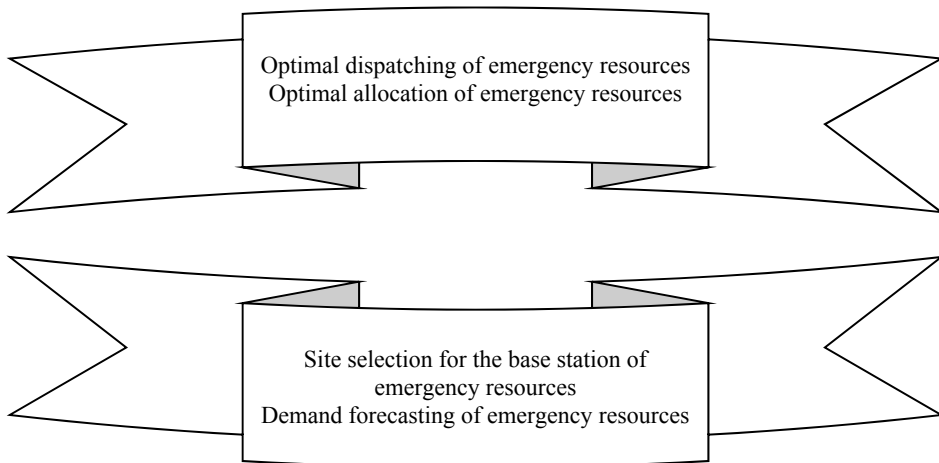 Optimal dispatching of emergency resources
Optimal allocation of emergency resources
Site selection for the base station of
emergency resources
Demand forecasting of emergency resources